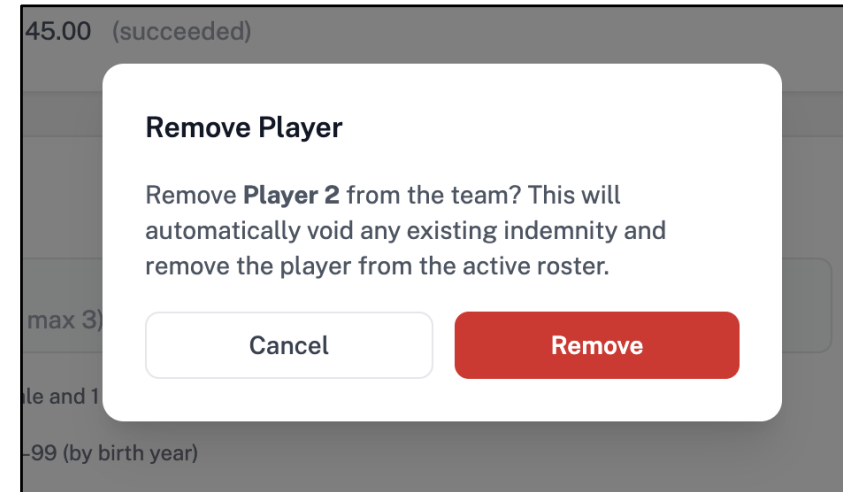 45.00 (succeeded)
Remove Player
Remove Player 2 from the team? This will
automatically void any existing indemnity and
remove the player from the active roster.
max 3)
Cancel Remove
le and 1
-99 (by birth year)